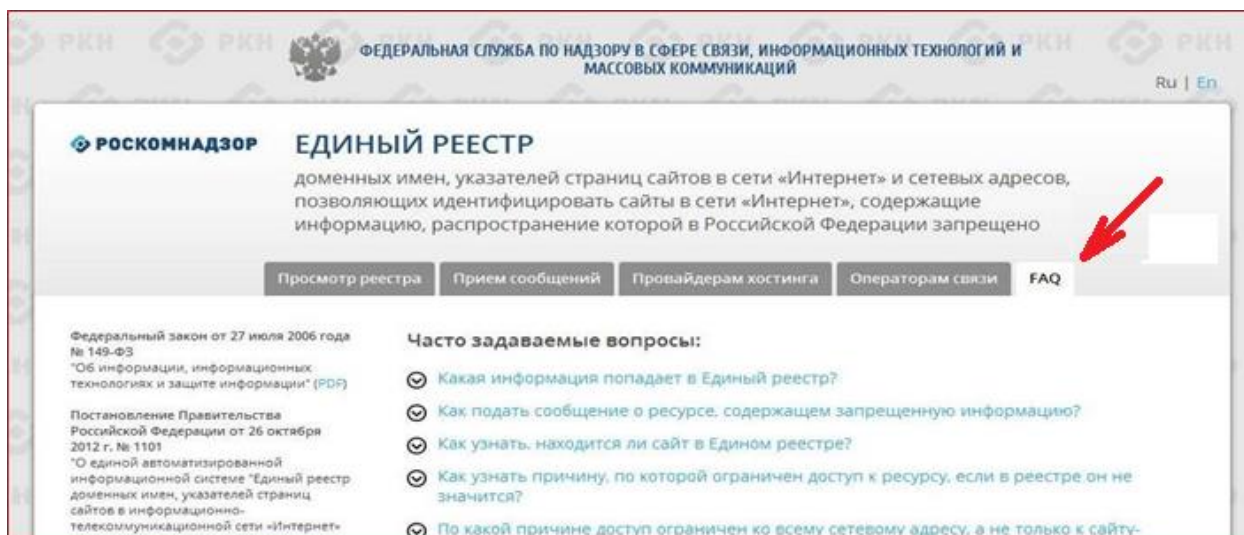 ФЕДЕРАЛЬНАЯ СЛУЖБА ПО НАДЗОРУ В СФЕРЕ СВЯЗИ, ИНФОРМАЦИОННЫХ ТЕХНОЛОГИЙ И
МАССОВЫХ КОММУНИКАЦИЙ
Ru | En
РОСКОМНАДЗОР
ЕДИНЫЙ РЕЕСТР
доменных имен, указателей страниц сайтов в сети «Интернет» и сетевых адресов,
позволяющих идентифицировать сайты в сети «Интернет», содержащие
информацию, распространение которой в Российской Федерации запрещено
Просмотр реестра
Прием сообщений
Провайдерам хостинга
Операторам связи
FAQ
Федеральный закон от 27 июля 2006 года
№ 149-ФЗ
"Об информации, информационных
технологиях и защите информации" (PDF)
Постановление Правительства
Российской Федерации от 26 октября
2012 г. № 1101
"О единой автоматизированной
информационной системе "Единый реестр
доменных имен, указателей страниц
сайтов в информационно-
телекоммуникационной сети «Интернет»
Часто задаваемые вопросы:
Какая информация попадает в Единый реестр?
Как подать сообщение о ресурсе, содержащем запрещенную информацию?
Как узнать, находится ли сайт в Едином реестре?
Как узнать причину, по которой ограничен доступ к ресурсу, если в реестре он не
значится?
По какой причине доступ ограничен ко всему сетевому адресу, а не только к сайту-
РКН
РКН
РКН
РКН